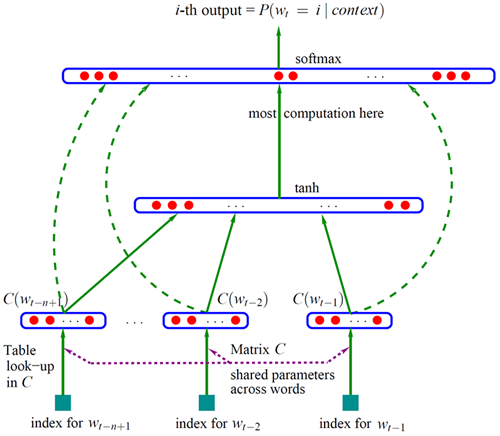 i-th output = P(w_t = i | context)
softmax
. . .
. . .
most computation here
tanh
. . .
. . .
C(w_{t−n+1})
C(w_{t−2})
C(w_{t−1})
. . .
. . .
. . .
. . .
Table
look−up
in C
Matrix C
shared parameters
across words
index for w_{t−n+1}
index for w_{t−2}
index for w_{t−1}